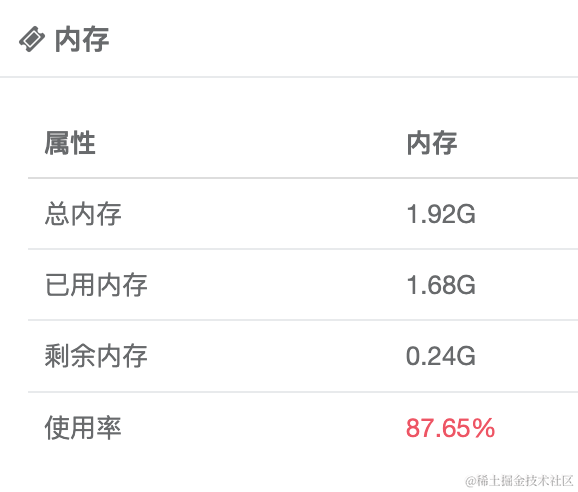 内存
属性 内存
总内存 1.92G
已用内存 1.68G
剩余内存 0.24G
使用率 87.65%
@稀土掘金技术社区